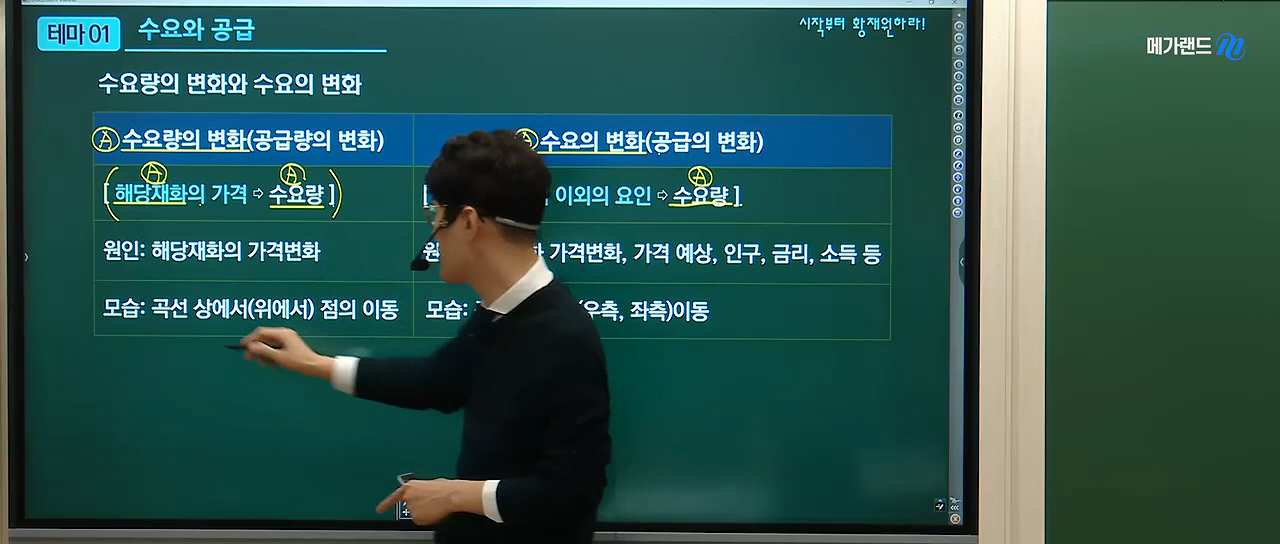 테마 01 수요와 공급
시작부터 황재원하라!
메가랜드
수요량의 변화와 수요의 변화
Ⓐ 수요량의 변화(공급량의 변화)
Ⓐ 수요의 변화(공급의 변화)
Ⓐ Ⓐ
Ⓐ
([ 해당재화의 가격 ⇨ 수요량 ])
[ 이외의 요인 ⇨ 수요량 ]
원인: 해당재화의 가격변화
가격변화, 가격 예상, 인구, 금리, 소득 등
모습: 곡선 상에서(위에서) 점의 이동
모습: (우측, 좌측)이동